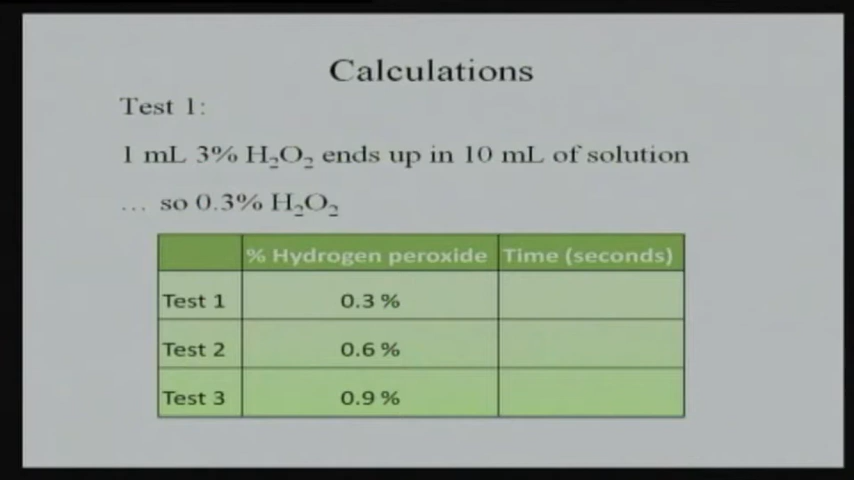 Calculations
Test 1:
1 mL 3% H₂O₂ ends up in 10 mL of solution
... so 0.3% H₂O₂
% Hydrogen peroxide Time (seconds)
Test 1 0.3 %
Test 2 0.6 %
Test 3 0.9 %